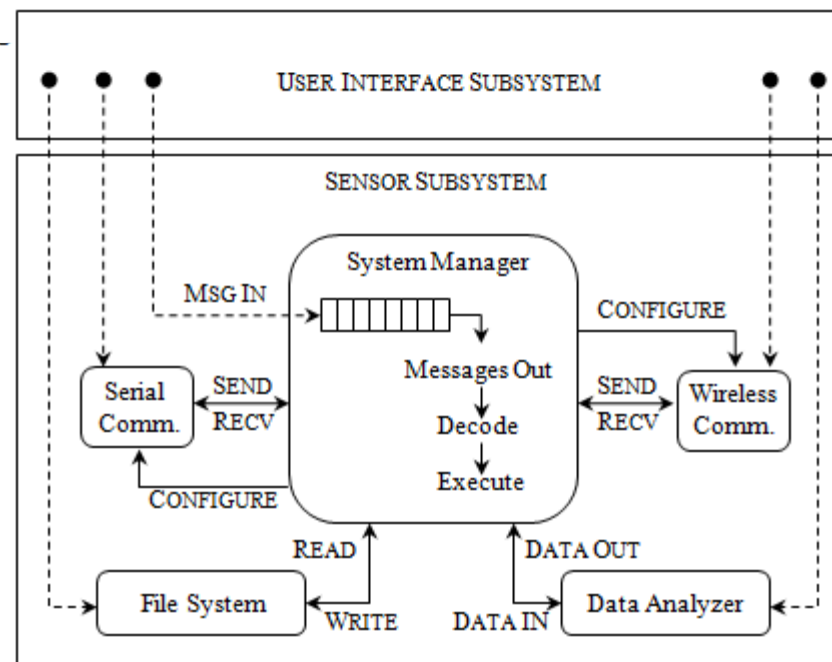 USER INTERFACE SUBSYSTEM
SENSOR SUBSYSTEM
System Manager
MSG IN
CONFIGURE
Messages Out
Serial
Comm.
SEND
RECV
Decode
SEND
RECV
Wireless
Comm.
Execute
CONFIGURE
READ
DATA OUT
File System
WRITE
DATA IN
Data Analyzer